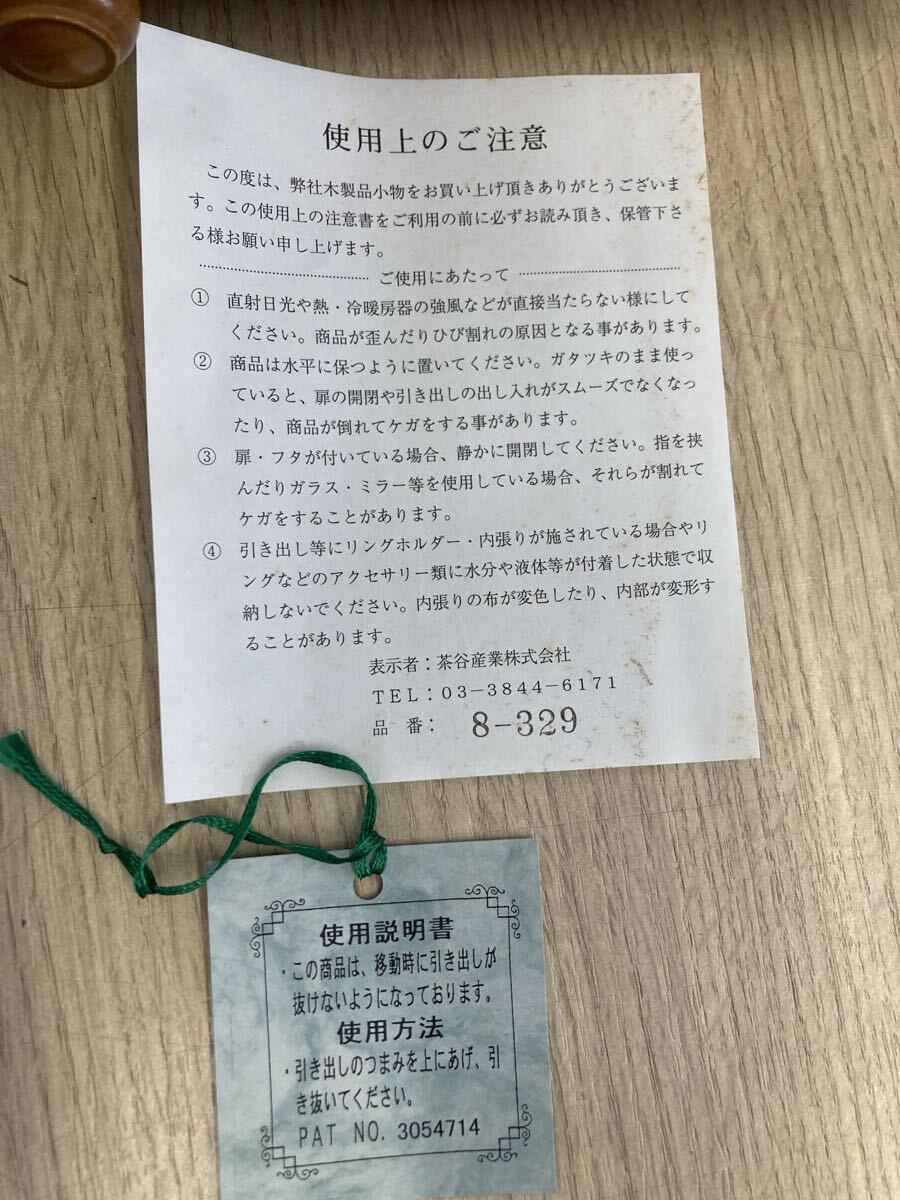 使用上のご注意
この度は、弊社木製品小物をお買い上げ頂きありがとうございま
す。この使用上の注意書をご利用の前に必ずお読み頂き、保管下さ
る様お願い申し上げます。
ご使用にあたって
① 直射日光や熱・冷暖房器の強風などが直接当たらない様にして
ください。商品が歪んだりひび割れの原因となる事があります。
② 商品は水平に保つように置いてください。ガタツキのまま使っ
ていると、扉の開閉や引き出しの出し入れがスムーズでなくなっ
たり、商品が倒れてケガをする事があります。
③ 扉・フタが付いている場合、静かに開閉してください。指を挟
んだりガラス・ミラー等を使用している場合、それらが割れて
ケガをすることがあります。
④ 引き出し等にリングホルダー・内張りが施されている場合やリ
ングなどのアクセサリー類に水分や液体等が付着した状態で収
納しないでください。内張りの布が変色したり、内部が変形す
ることがあります。
表示者：茶谷産業株式会社
ＴＥＬ：０３－３８４４－６１７１
品 番： 8-329
使用説明書
・この商品は、移動時に引き出しが
抜けないようになっております。
使用方法
・引き出しのつまみを上にあげ、引
き抜いてください。
PAT NO. 3054714